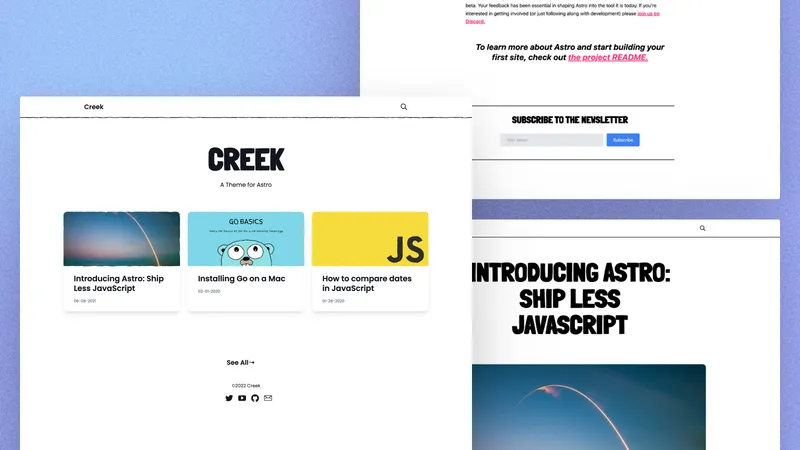 beta. Your feedback has been essential in shaping Astro into the tool it is today. If you're
interested in getting involved (or just following along with development) please join us on
Discord.
To learn more about Astro and start building your
first site, check out the project README.
SUBSCRIBE TO THE NEWSLETTER
Your email
Subscribe
Creek
CREEK
A Theme for Astro
GO BASICS
JS
Introducing Astro: Ship
Less JavaScript
06-08-2021
Installing Go on a Mac
02-01-2020
How to compare dates
in JavaScript
01-26-2020
See All→
©2022 Creek
INTRODUCING ASTRO:
SHIP LESS
JAVASCRIPT